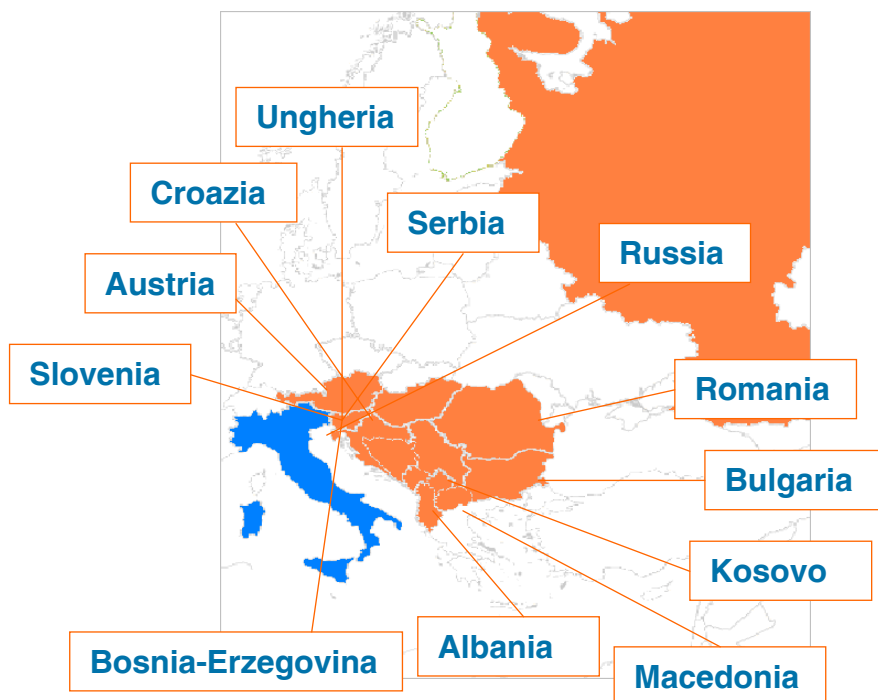 Ungheria
Croazia
Serbia
Russia
Austria
Slovenia
Romania
Bulgaria
Kosovo
Albania
Bosnia-Erzegovina
Macedonia